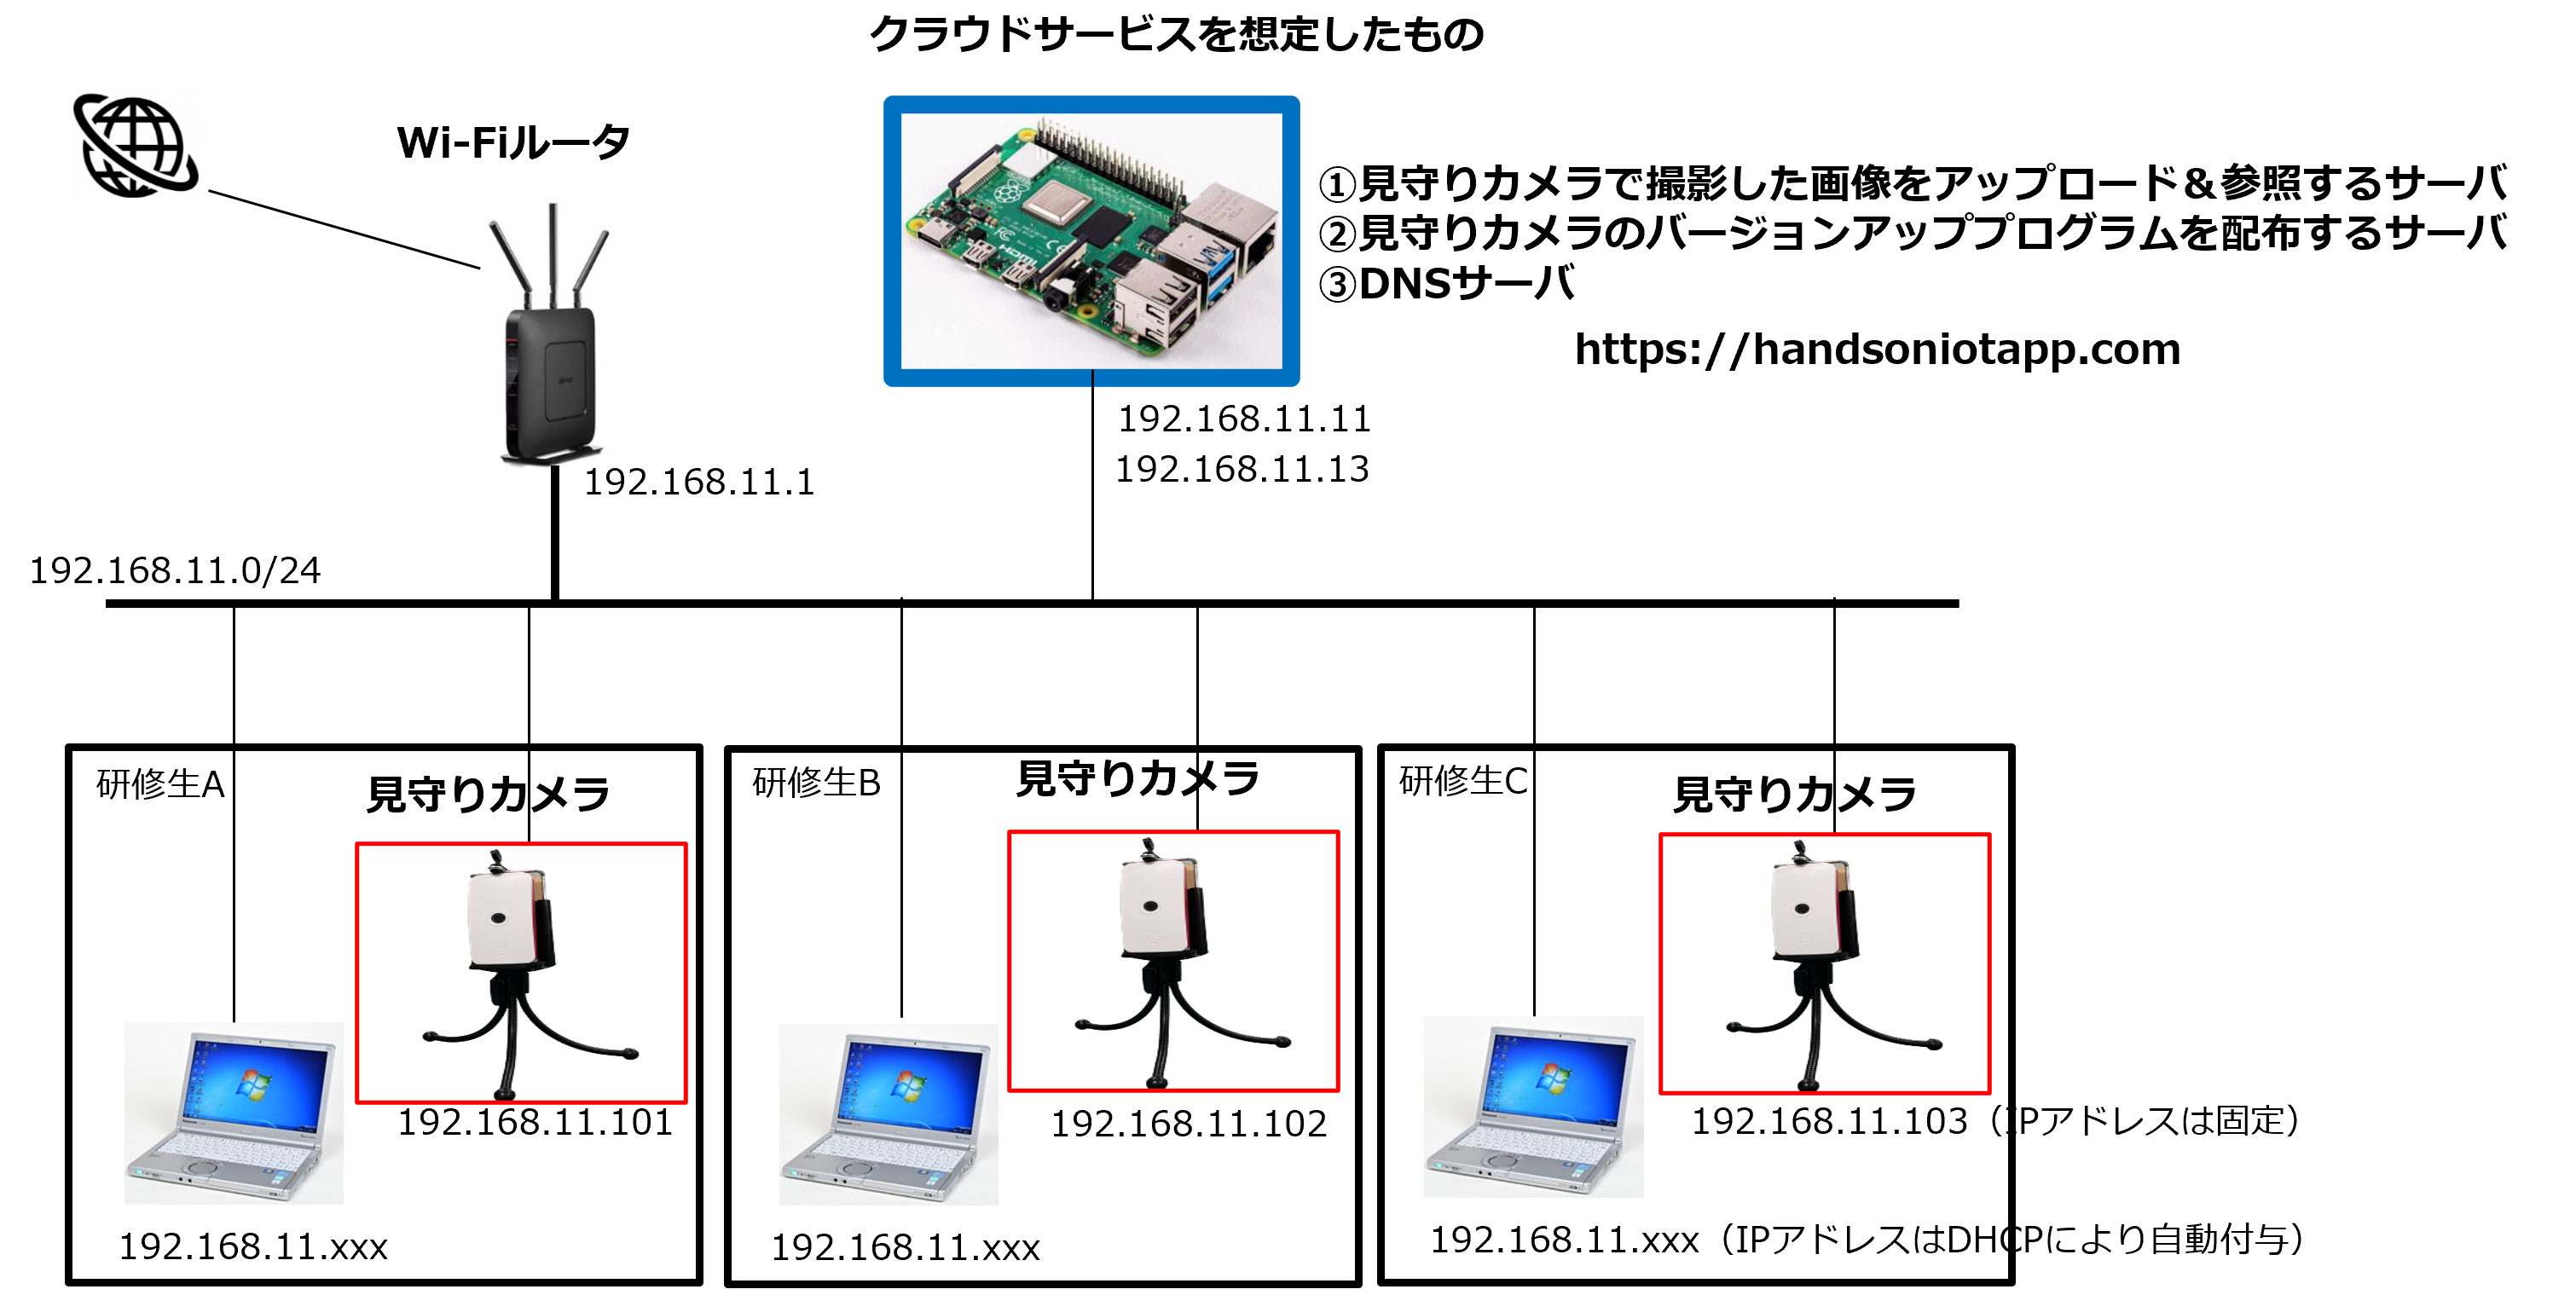 クラウドサービスを想定したもの
Wi-Fiルータ
①見守りカメラで撮影した画像をアップロード＆参照するサーバ
②見守りカメラのバージョンアッププログラムを配布するサーバ
③DNSサーバ
https://handsoniotapp.com
192.168.11.11
192.168.11.13
192.168.11.1
192.168.11.0/24
研修生A
見守りカメラ
192.168.11.101
192.168.11.xxx
研修生B
見守りカメラ
192.168.11.102
192.168.11.xxx
研修生C
見守りカメラ
192.168.11.103（IPアドレスは固定）
192.168.11.xxx（IPアドレスはDHCPにより自動付与）